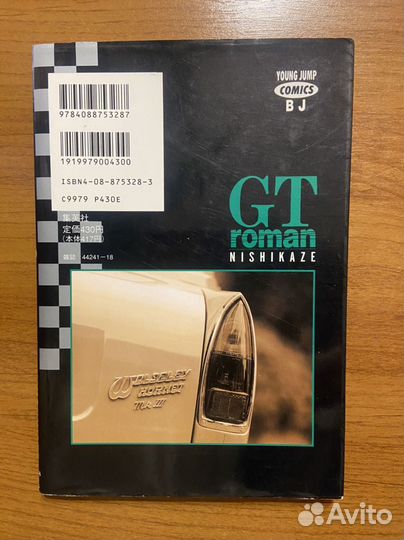 9784088753287
1919979004300
ISBN4-08-875328-3
C9979 P430E
集英社
定価430円
(本体417円)
雑誌 44241-18
YOUNG JUMP
COMICS
BJ
GT
roman
NISHIKAZE
WOLSELEY
HORNET
MK III
Avito